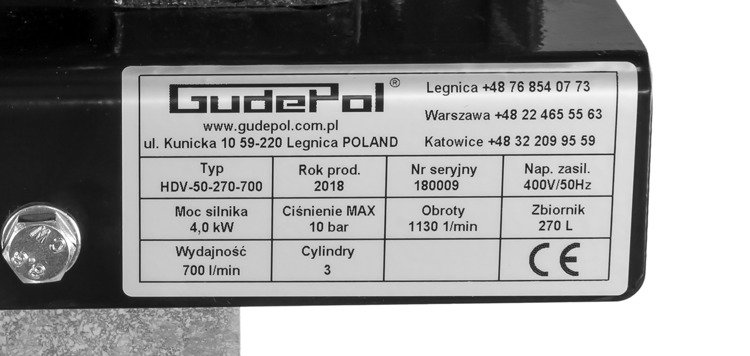 GudePol®
www.gudepol.com.pl
ul. Kunicka 10 59-220 Legnica POLAND
Legnica +48 76 854 07 73
Warszawa +48 22 465 55 63
Katowice +48 32 209 95 59
Typ
HDV-50-270-700
Rok prod.
2018
Nr seryjny
180009
Nap. zasil.
400V/50Hz
Moc silnika
4,0 kW
Ciśnienie MAX
10 bar
Obroty
1130 1/min
Zbiornik
270 L
Wydajność
700 l/min
Cylindry
3
CE
8.8